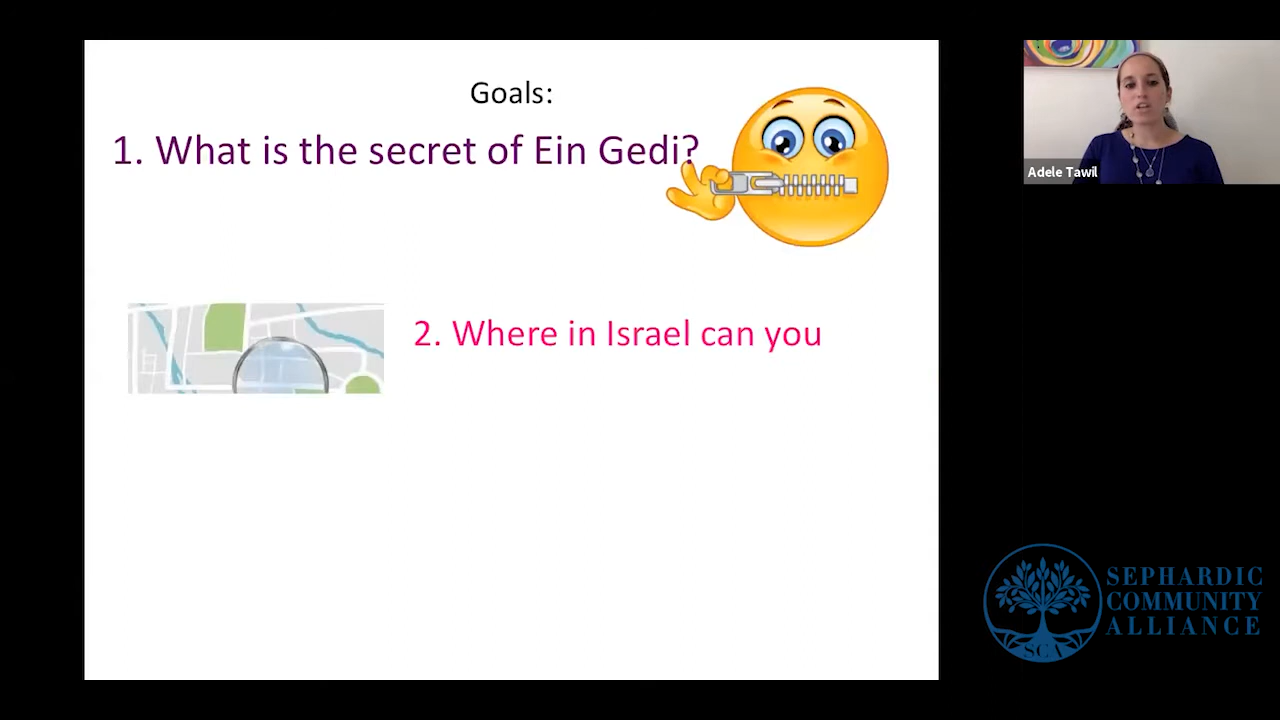 Goals:
1. What is the secret of Ein Gedi?
2. Where in Israel can you
Adele Tawil
SEPHARDIC
COMMUNITY
ALLIANCE
SCA